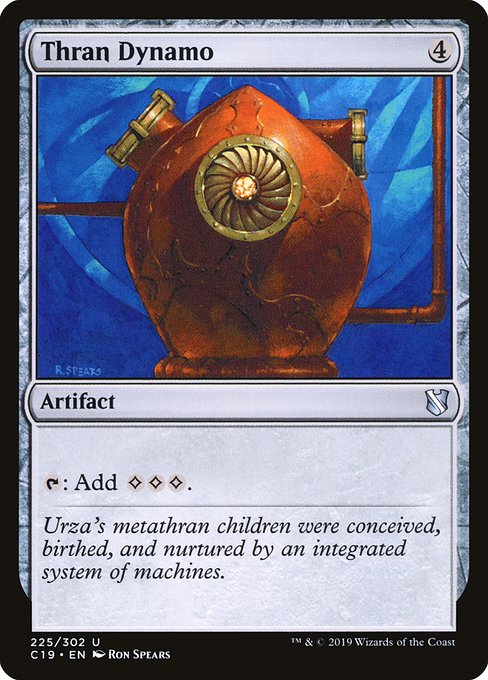 Thran Dynamo 4
R. SPEARS
Artifact
: Add .
Urza's metathran children were conceived,
birthed, and nurtured by an integrated
system of machines.
225/302 U
™ & © 2019 Wizards of the Coast
C19 • EN Ron Spears